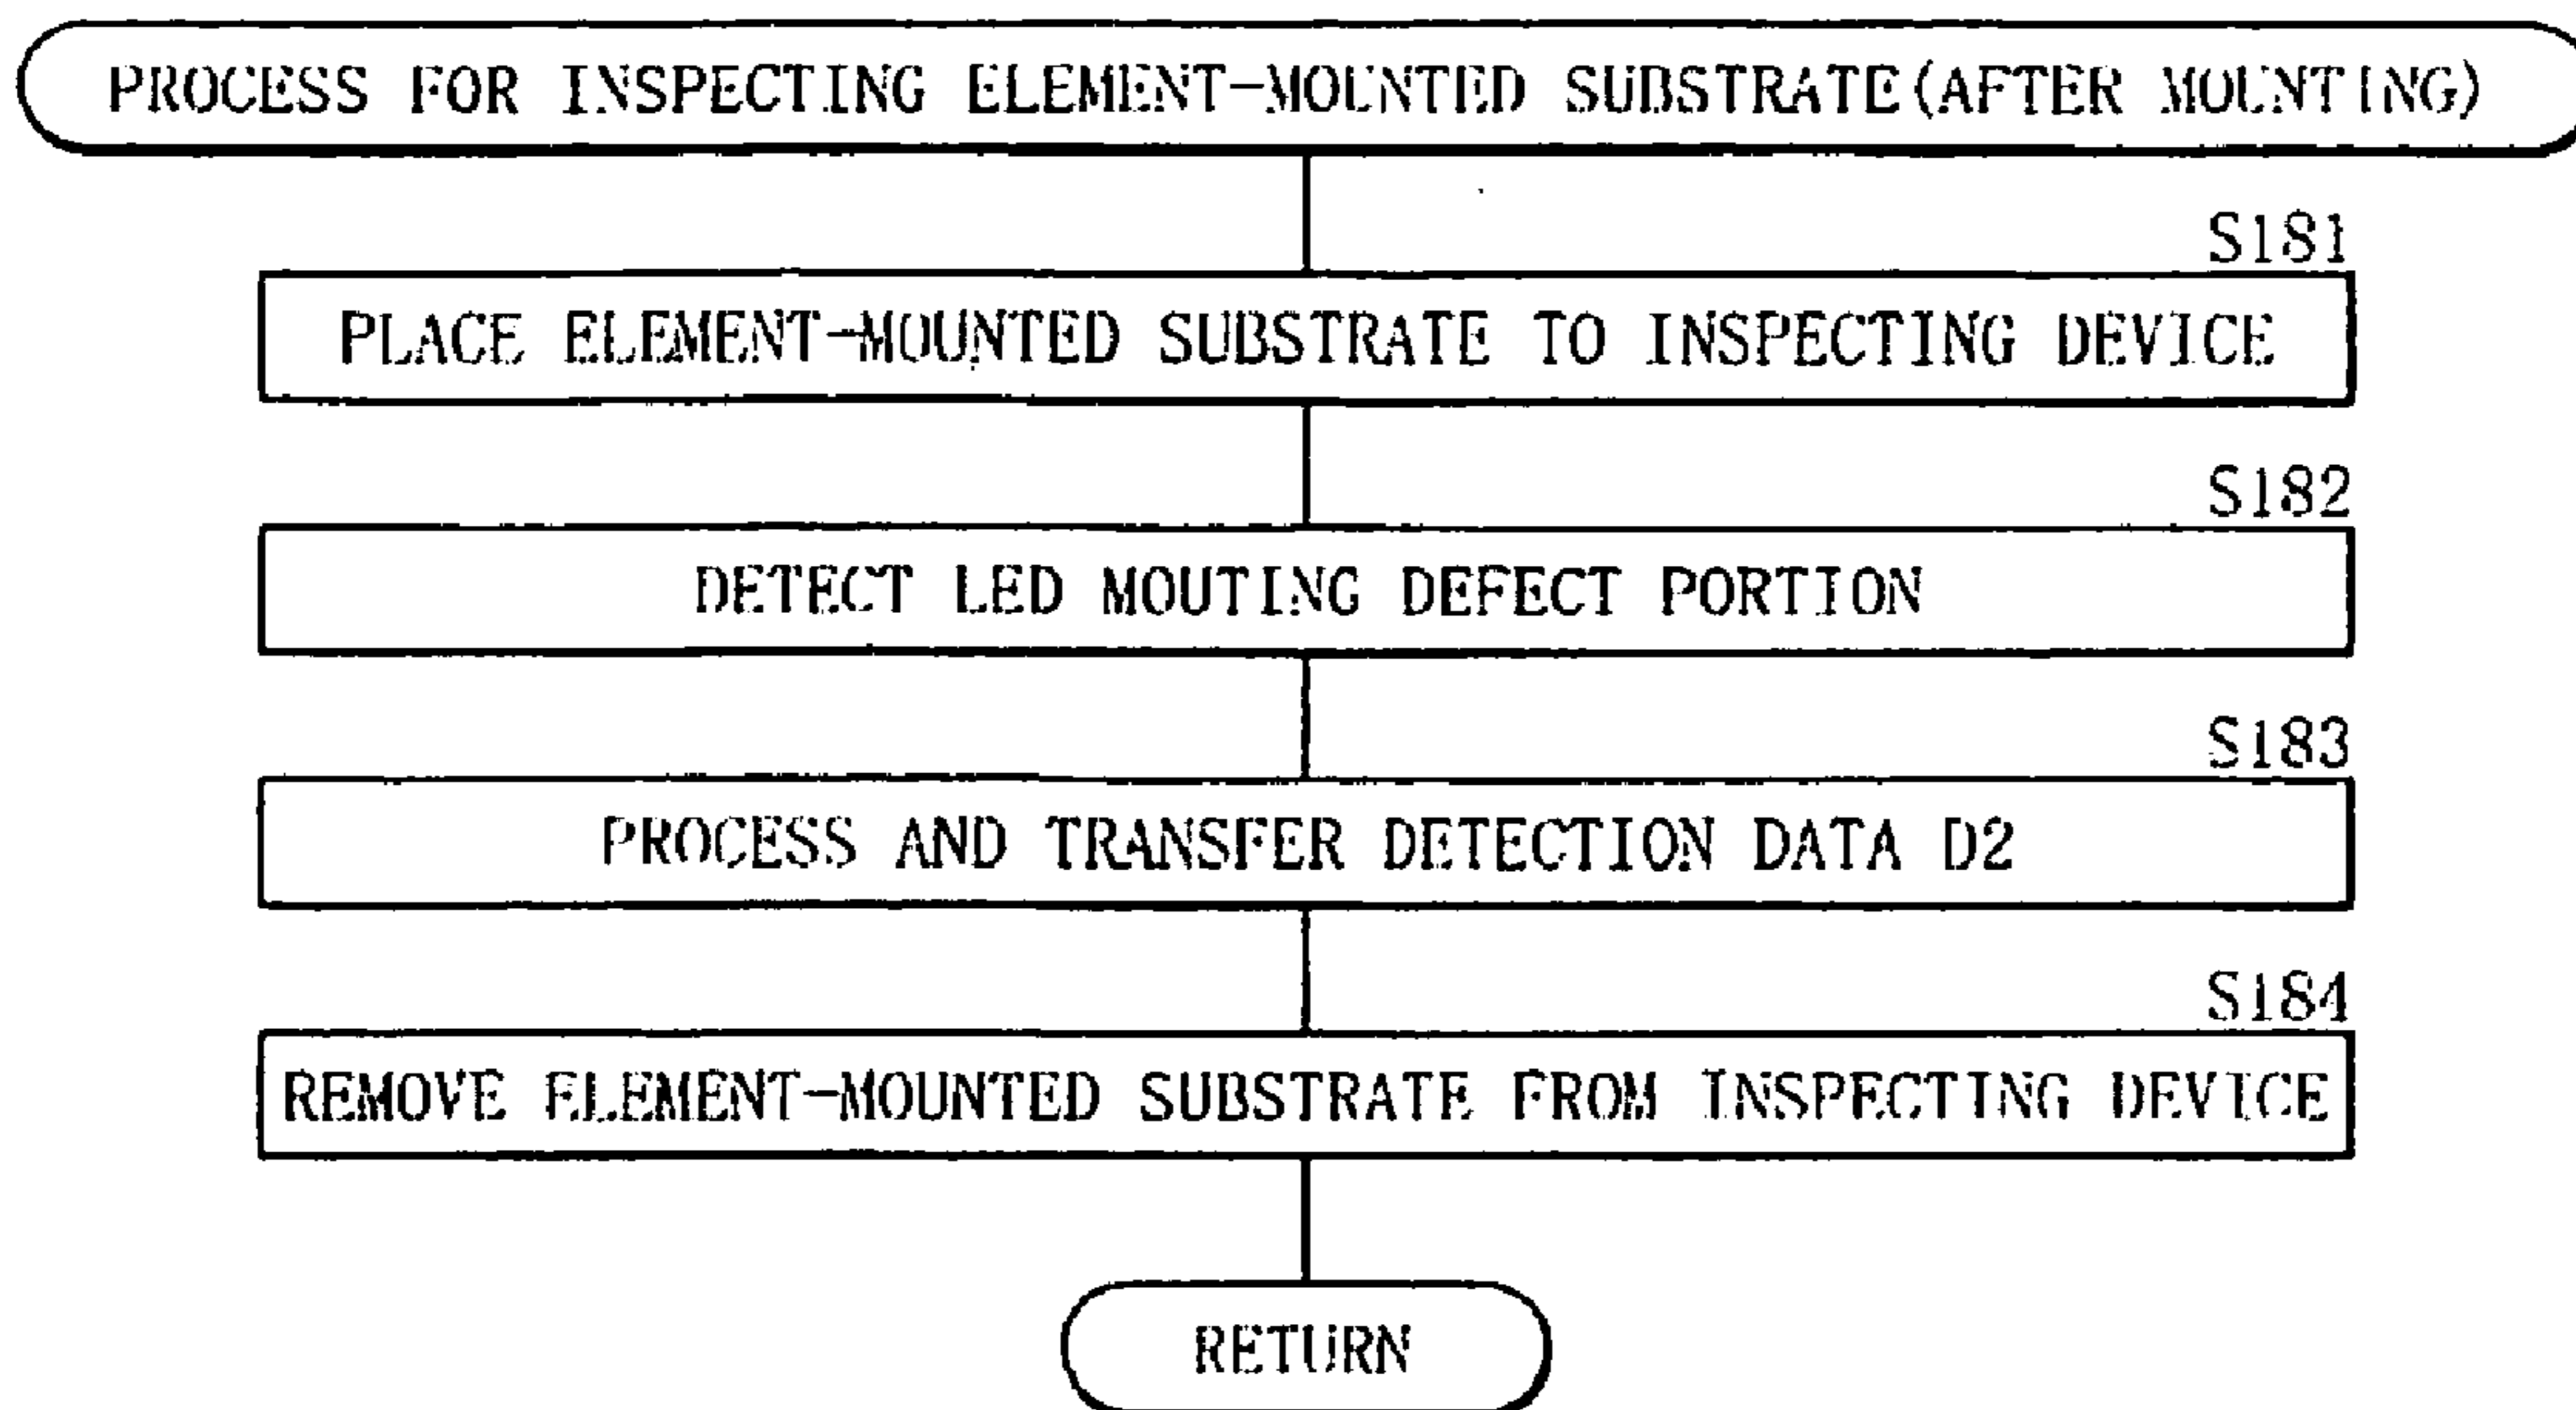 PROCESS FOR INSPECTING ELEMENT-MOUNTED SUBSTRATE(AFTER MOUNTING)
S181
PLACE ELEMENT-MOUNTED SUBSTRATE TO INSPECTING DEVICE
S182
DETECT LED MOUTING DEFECT PORTION
S183
PROCESS AND TRANSFER DETECTION DATA D2
S184
REMOVE ELEMENT-MOUNTED SUBSTRATE FROM INSPECTING DEVICE
RETURN